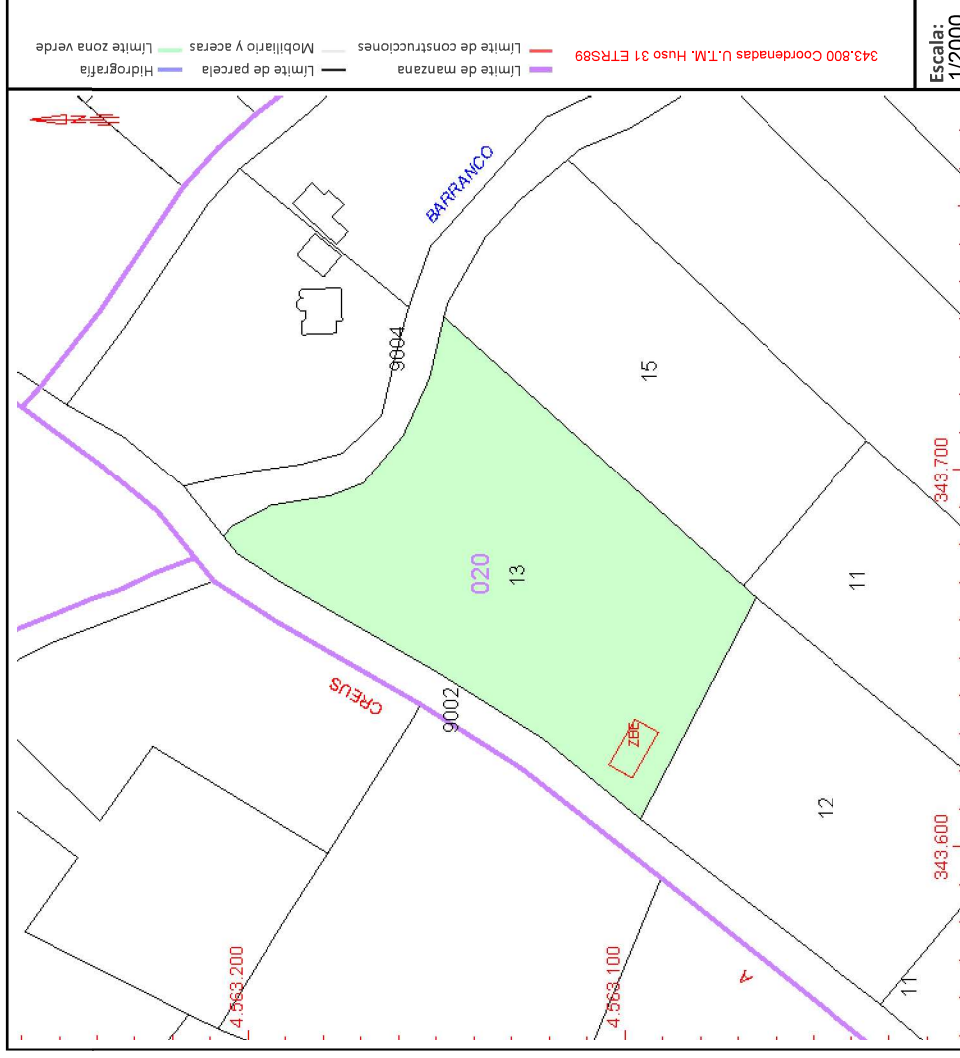 Límite de manzana
Límite de construcciones
Límite de parcela
Mobiliario y aceras
Hidrografía
Límite zona verde
343.800 Coordenadas U.T.M. Huso 31 ETRS89
Escala:
1/2000
N
BARRANCO
9004
15
343.700
020
13
11
CREUS
9002
12
343.600
4.563.200
4.563.100
A
11